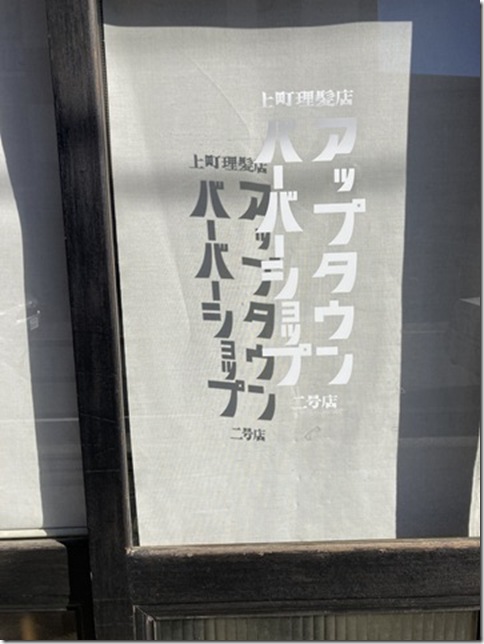 上町理髪店
アップタウン
バーバーショップ
二号店
上町理髪店
アップタウン
バーバーショップ
二号店